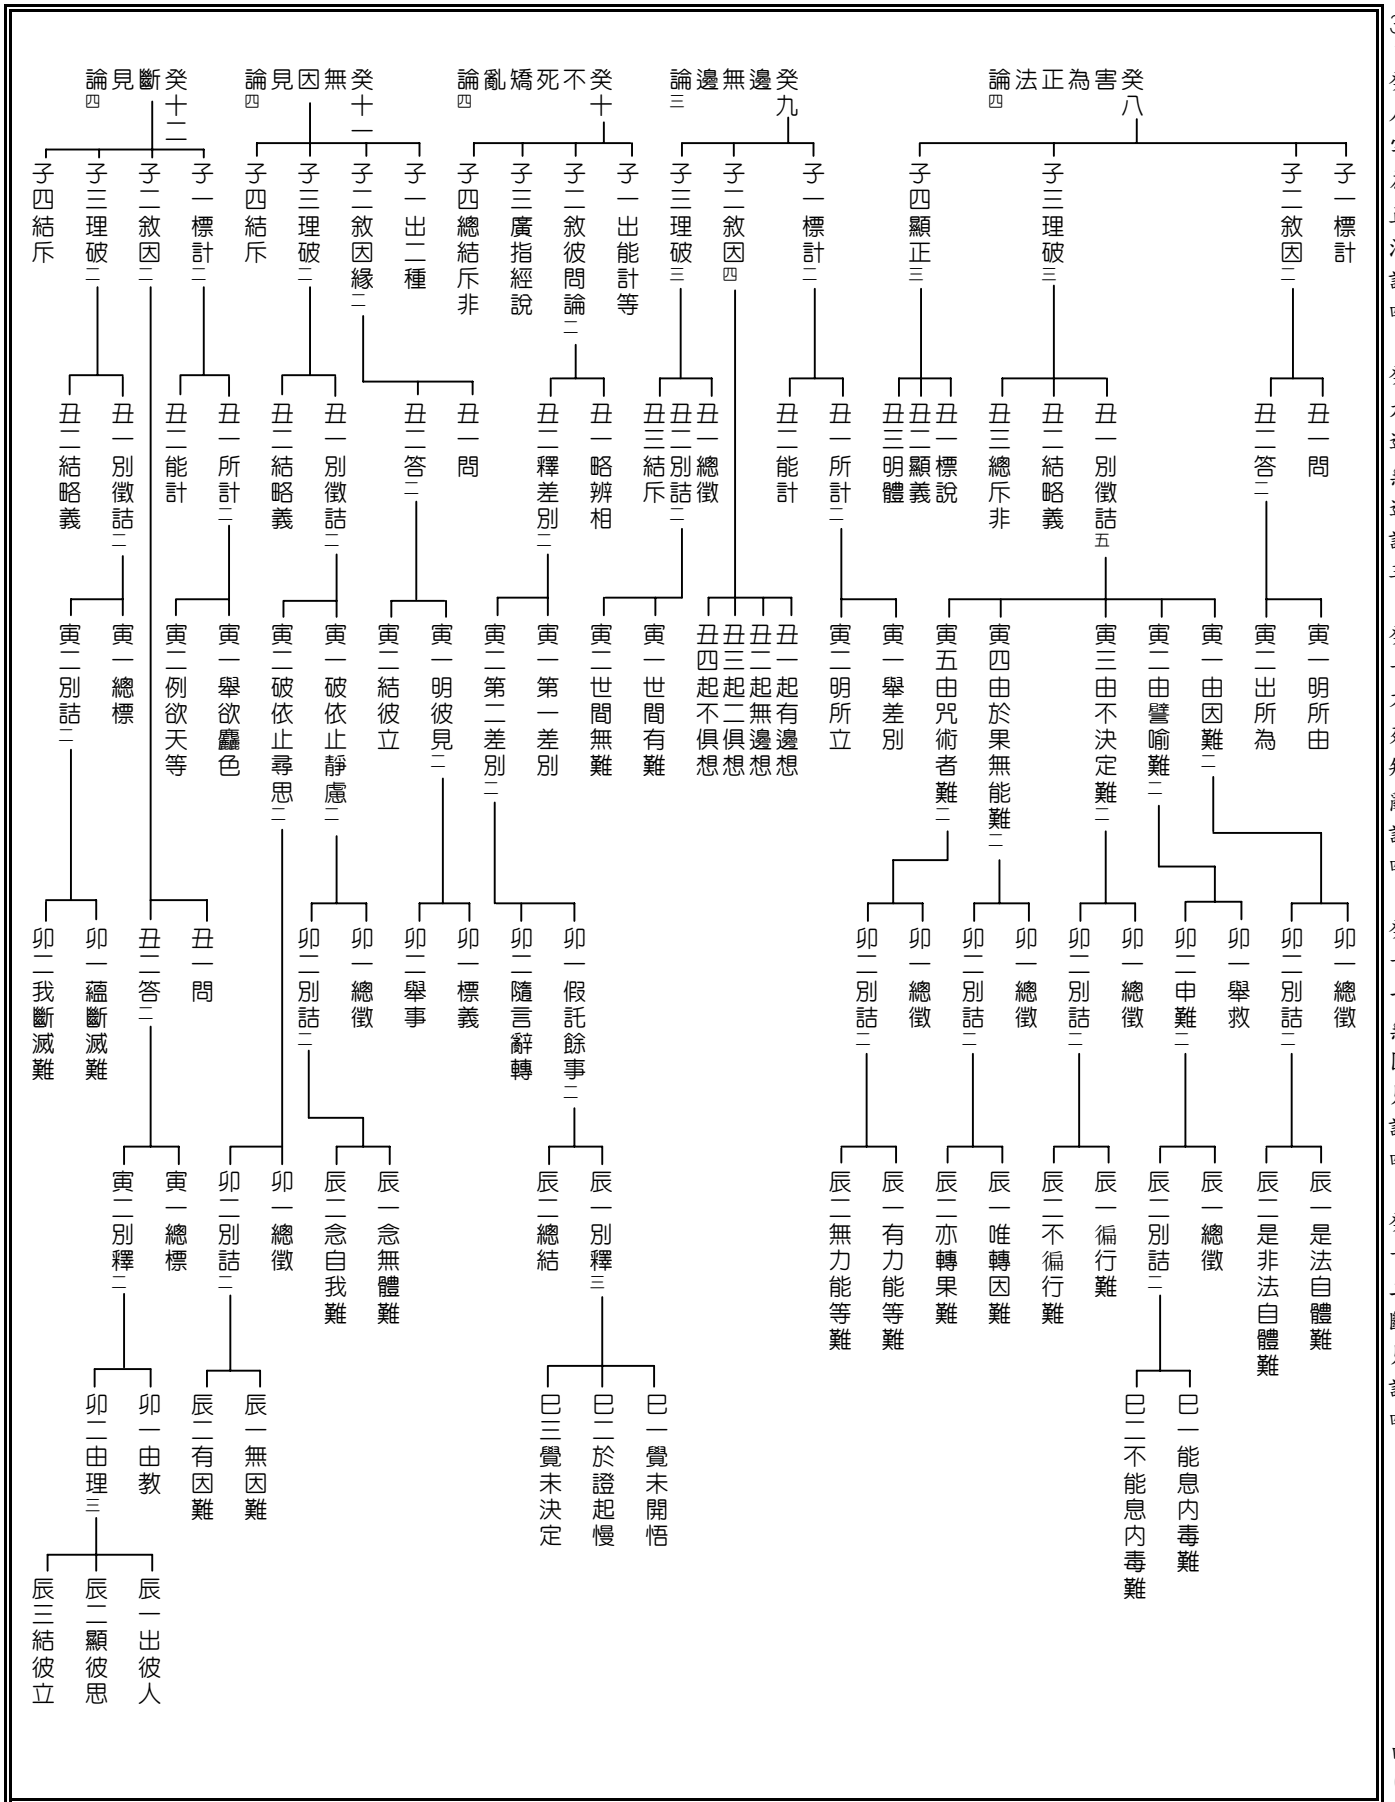 癸八害為正法論四
子一標計
子二敘因二
丑一問
丑二答二
寅一明所由
寅二出所為
子三理破三
丑一別徵詰五
寅一由因難二
卯一總徵
卯二別詰二
辰一是法自體難
辰二是非法自體難
寅二由譬喻難二
卯一舉救
卯二申難二
辰一總徵
辰二別詰二
巳一能息内毒難
巳二不能息内毒難
寅三由不決定難二
卯一總徵
卯二別詰二
辰一徧行難
辰二不徧行難
寅四由於果無能難二
卯一總徵
卯二別詰二
辰一唯轉因難
辰二亦轉果難
寅五由咒術者難二
卯一總徵
卯二別詰二
辰一有力能等難
辰二無力能等難
丑二結略義
丑三總斥非
子四顯正三
丑一標說
丑二顯義
丑三明體
癸九邊無邊論三
子一標計二
丑一所計二
寅一舉差別
寅二明所立
丑二能計
子二敘因四
丑一起有邊想
丑二起無邊想
丑三起二俱想
丑四起不俱想
子三理破三
丑一總徵
丑二別詰二
寅一世間有難
寅二世間無難
丑三結斥
癸十不死矯亂論四
子一出能計等
子二敘彼問論二
丑一略辨相
丑二釋差別二
寅一第一差別
寅二第二差別二
卯一假託餘事二
辰一別釋三
巳一覺未開悟
巳二於證起慢
巳三覺未決定
辰二總結
卯二隨言辭轉
子三廣指經說
子四總結斥非
癸十一無因見論四
子一出二種
子二敘因緣二
丑一問
丑二答二
寅一明彼見二
卯一標義
卯二舉事
寅二結彼立
子三理破二
丑一別徵詰二
寅一破依止靜慮二
卯一總徵
卯二別詰二
辰一念無體難
辰二念自我難
寅二破依止尋思二
卯一總徵
卯二別詰二
辰一無因難
辰二有因難
丑二結略義
子四結斥
癸十二斷見論四
子一標計二
丑一所計二
寅一舉欲麤色
寅二例欲天等
丑二能計
子二敘因二
丑一問
丑二答二
寅一總標
寅二別釋二
卯一由教
卯二由理三
辰一出彼人
辰二顯彼思
辰三結彼立
子三理破二
丑一別徵詰二
寅一總標
寅二別詰二
卯一蘊斷滅難
卯二我斷滅難
丑二結略義
子四結斥